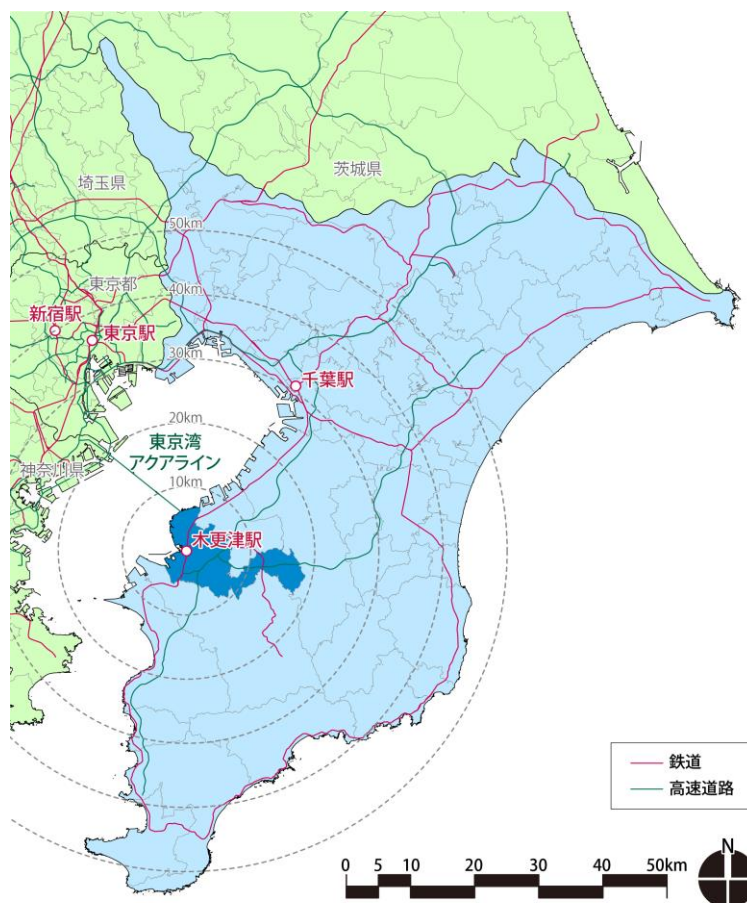 茨城県
埼玉県
50km
東京都
40km
新宿駅
東京駅
30km
千葉駅
20km
東京湾
アクアライン
神奈川県
10km
木更津駅
鉄道
高速道路
N
0 5 10 20 30 40 50km